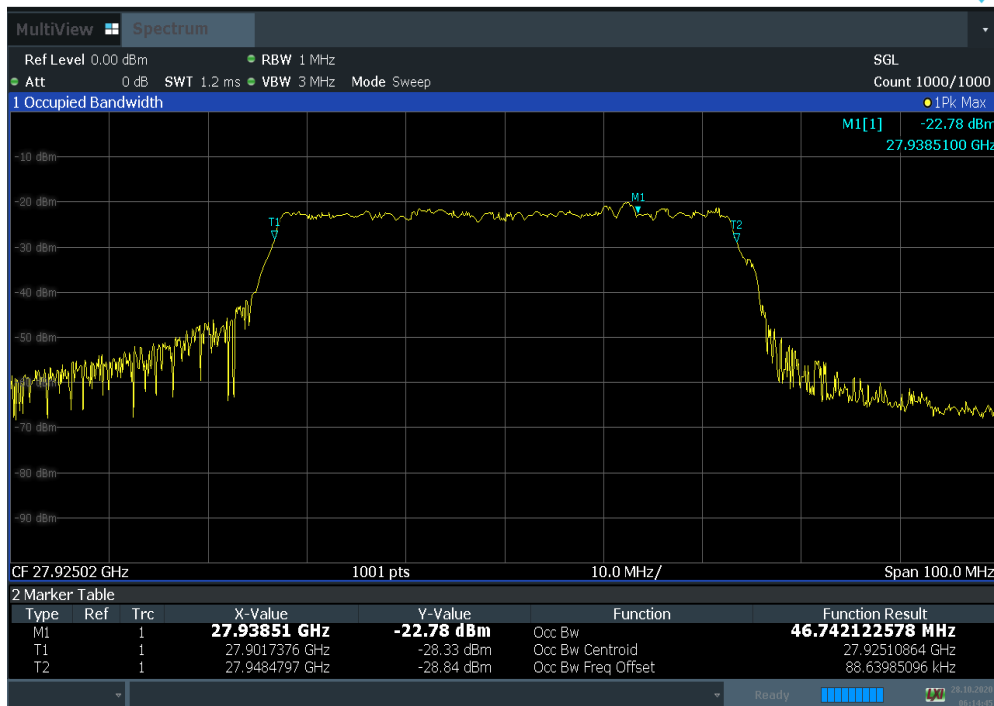 MultiView Spectrum
Ref Level 0.00 dBm RBW 1 MHz SGL
Att 0 dB SWT 1.2 ms VBW 3 MHz Mode Sweep Count 1000/1000
1 Occupied Bandwidth 1Pk Max
M1[1] -22.78 dBm
27.9385100 GHz
-10 dBm
M1
-20 dBm
T1
T2
-30 dBm
-40 dBm
-50 dBm
-70 dBm
-80 dBm
-90 dBm
CF 27.92502 GHz 1001 pts 10.0 MHz/ Span 100.0 MHz
2 Marker Table
Type Ref Trc X-Value Y-Value Function Function Result
M1 1 27.93851 GHz -22.78 dBm Occ Bw 46.742122578 MHz
T1 1 27.9017376 GHz -28.33 dBm Occ Bw Centroid 27.92510864 GHz
T2 1 27.9484797 GHz -28.84 dBm Occ Bw Freq Offset 88.63985096 kHz
Ready LXI 28.10.2020
06:14:45